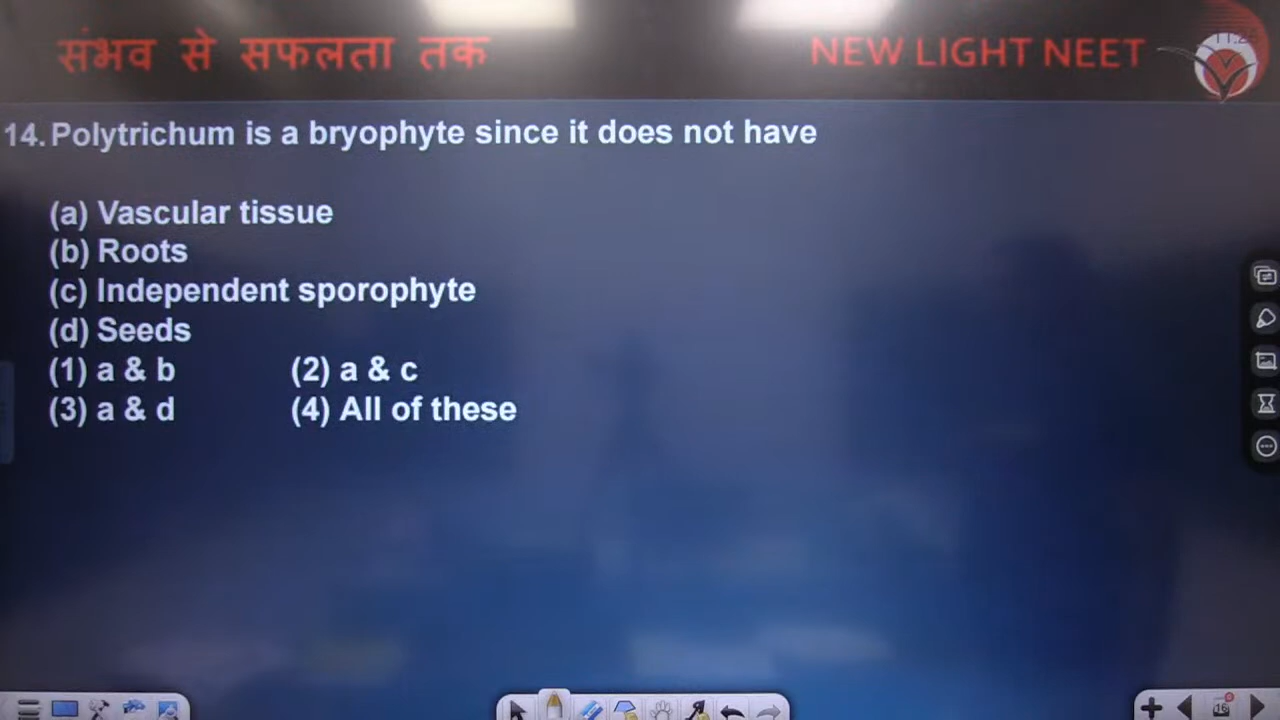 संभव से सफलता तक
NEW LIGHT NEET
14. Polytrichum is a bryophyte since it does not have
(a) Vascular tissue
(b) Roots
(c) Independent sporophyte
(d) Seeds
(1) a & b (2) a & c
(3) a & d (4) All of these
16